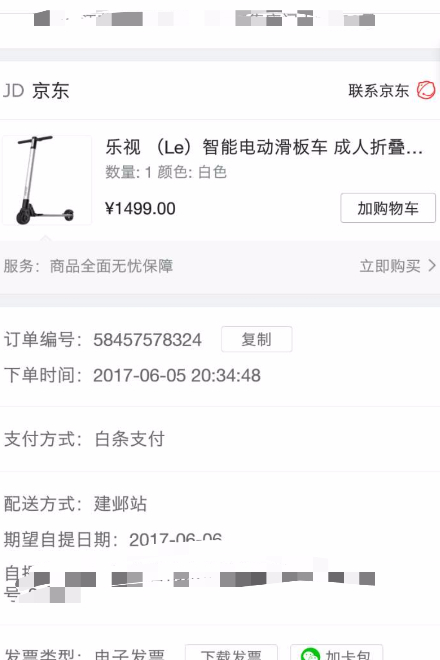 JD 京东 联系京东
乐视 （Le）智能电动滑板车 成人折叠...
数量: 1 颜色: 白色
¥1499.00 加购物车
服务: 商品全面无忧保障 立即购买
订单编号: 58457578324 复制
下单时间: 2017-06-05 20:34:48
支付方式: 白条支付
配送方式: 建邺站
期望自提日期: 2017-06-06
自
号
发票类型: 电子发票 下载发票 加卡包